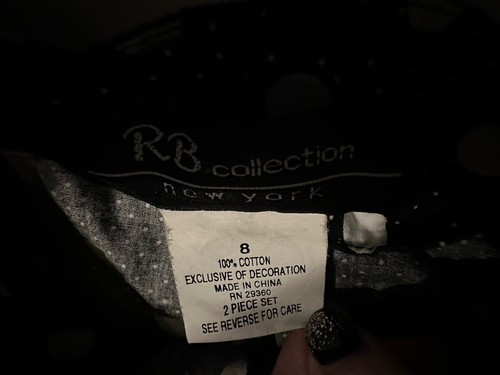 RB collection
new york
8
100% COTTON
EXCLUSIVE OF DECORATION
MADE IN CHINA
RN 29360
2 PIECE SET
SEE REVERSE FOR CARE